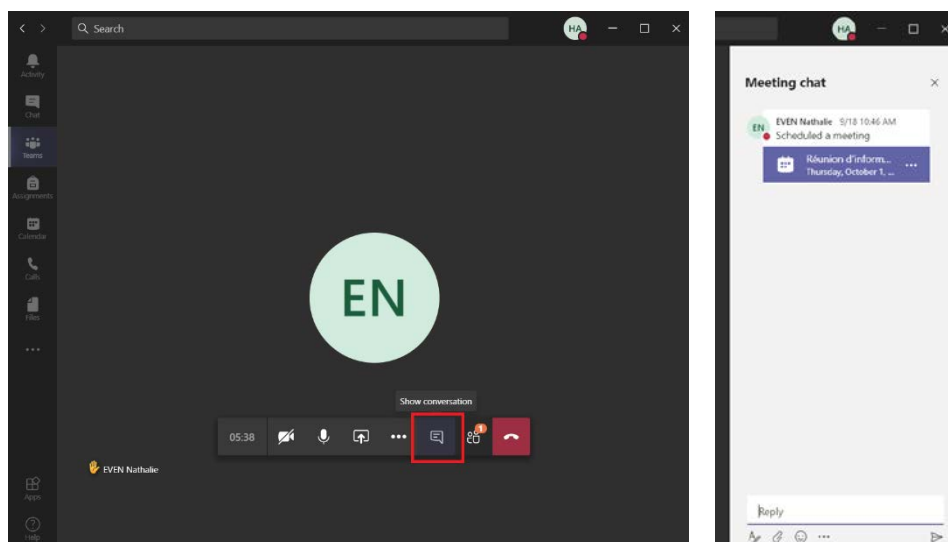 Search
HA
Activity
Chat
Teams
Assignments
Calendar
Calls
Files
EN
Show conversation
05:38
1
EVEN Nathalie
Apps
Help
HA
Meeting chat
EN
EVEN Nathalie 9/18 10:46 AM
Scheduled a meeting
Réunion d'inform...
Thursday, October 1, ...
Reply